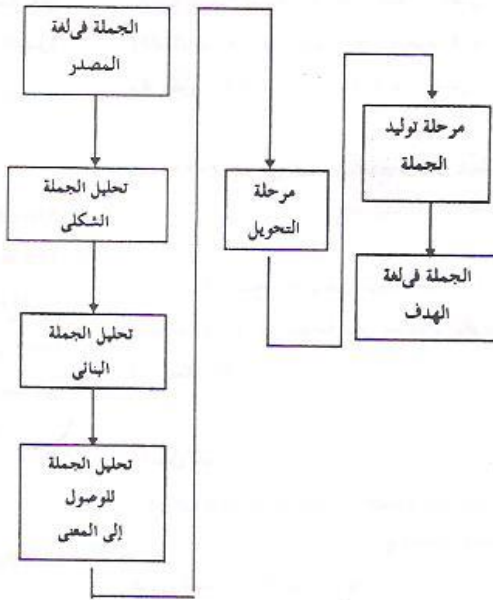 الجملة فى لغة
المصدر
تحليل الجملة
الشكلى
تحليل الجملة
البنائى
تحليل الجملة
للوصول
إلى المعنى
مرحلة
التحويل
مرحلة توليد
الجملة
الجملة فى لغة
الهدف